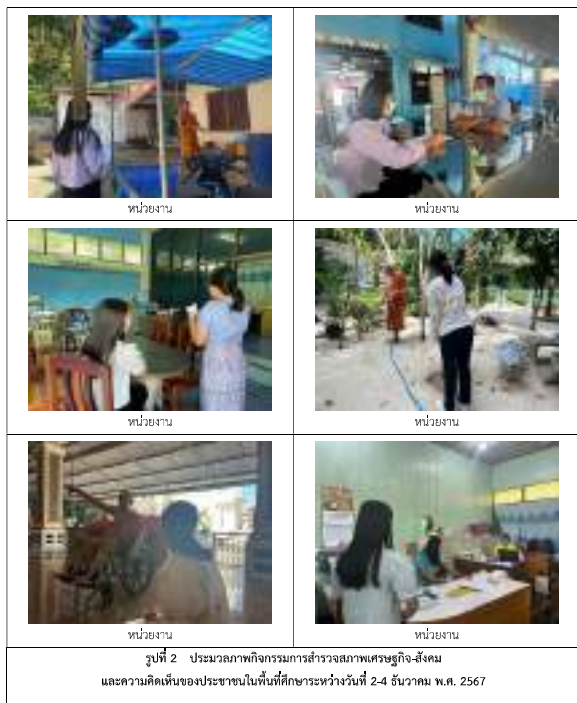 หน่วยงาน
หน่วยงาน
หน่วยงาน
หน่วยงาน
หน่วยงาน
หน่วยงาน
รูปที่ 2 ประมวลภาพกิจกรรมการสำรวจสภาพเศรษฐกิจ-สังคม
และความคิดเห็นของประชาชนในพื้นที่ศึกษาระหว่างวันที่ 2-4 ธันวาคม พ.ศ. 2567